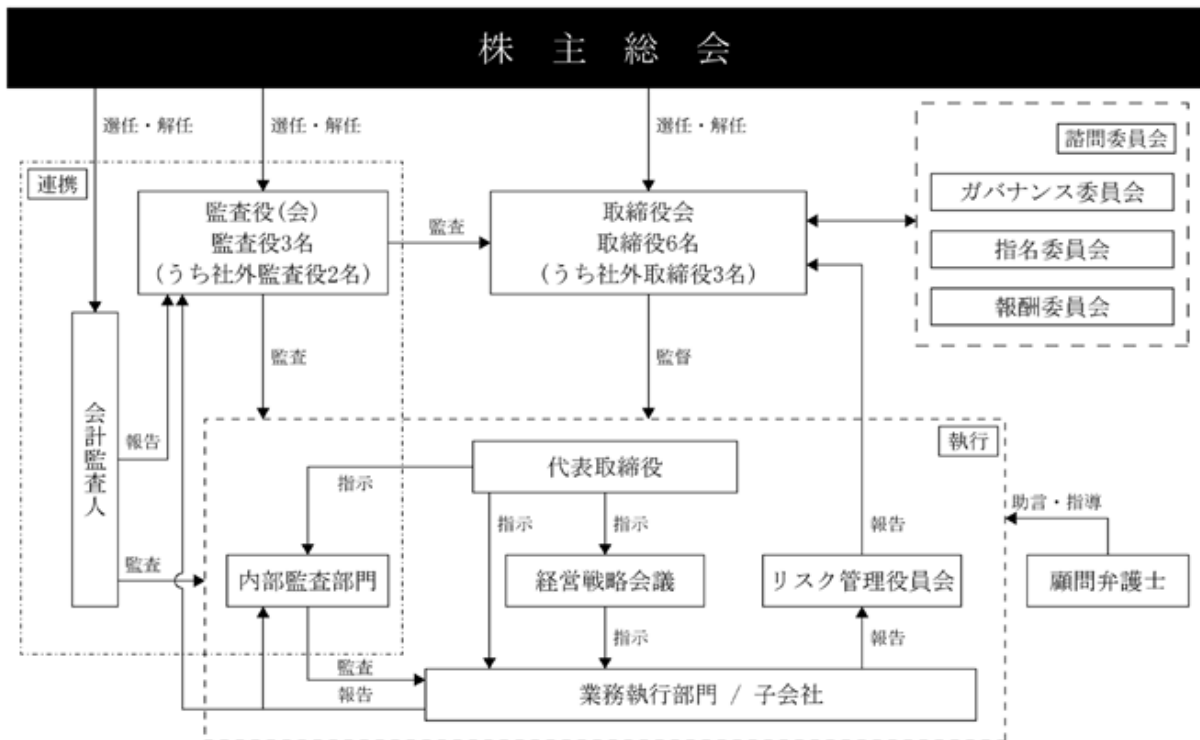 株主総会
選任・解任
選任・解任
選任・解任
諮問委員会
連携
ガバナンス委員会
監査役(会)
監査役3名
(うち社外監査役2名)
監査
取締役会
取締役6名
(うち社外取締役3名)
指名委員会
報酬委員会
監査
監督
会計監査人
報告
執行
代表取締役
指示
指示
指示
報告
助言・指導
監査
内部監査部門
経営戦略会議
リスク管理役員会
顧問弁護士
指示
報告
監査
報告
業務執行部門 / 子会社